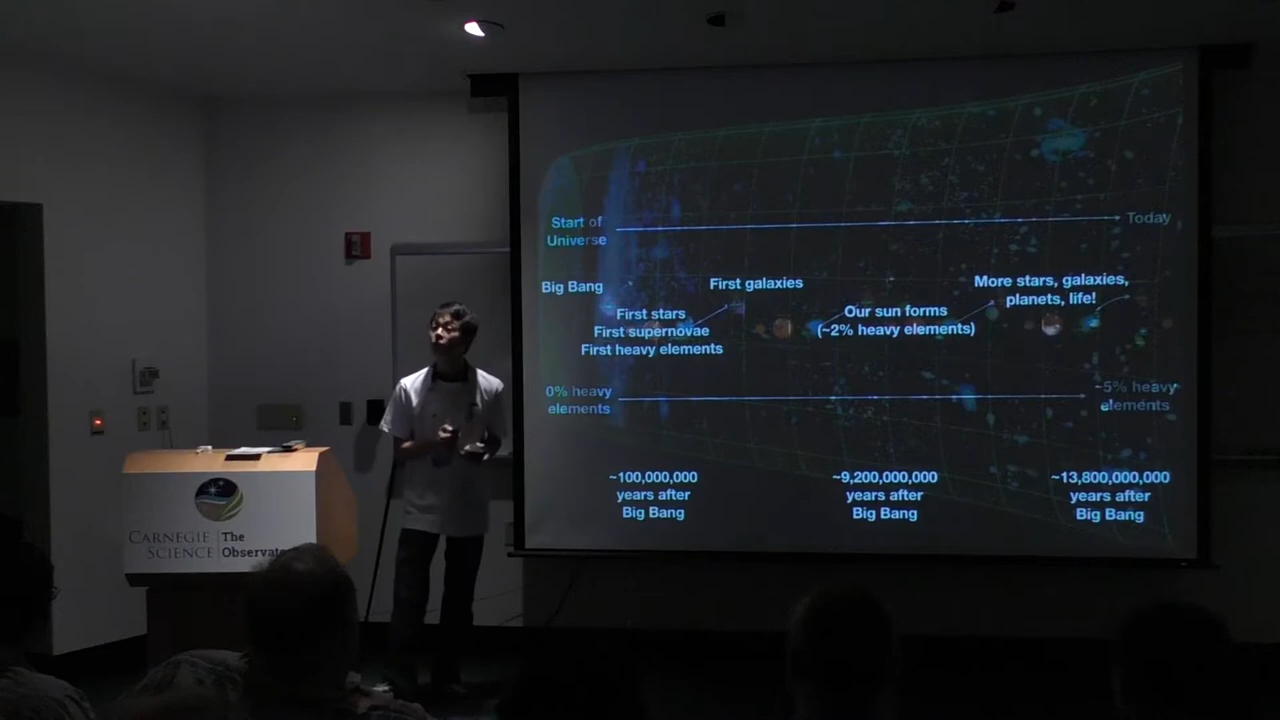 Start of
Universe
Today
Big Bang
First galaxies
More stars, galaxies,
planets, life!
First stars
First supernovae
First heavy elements
Our sun forms
(~2% heavy elements)
0% heavy
elements
~5% heavy
elements
~100,000,000
years after
Big Bang
~9,200,000,000
years after
Big Bang
~13,800,000,000
years after
Big Bang
CARNEGIE
SCIENCE
The